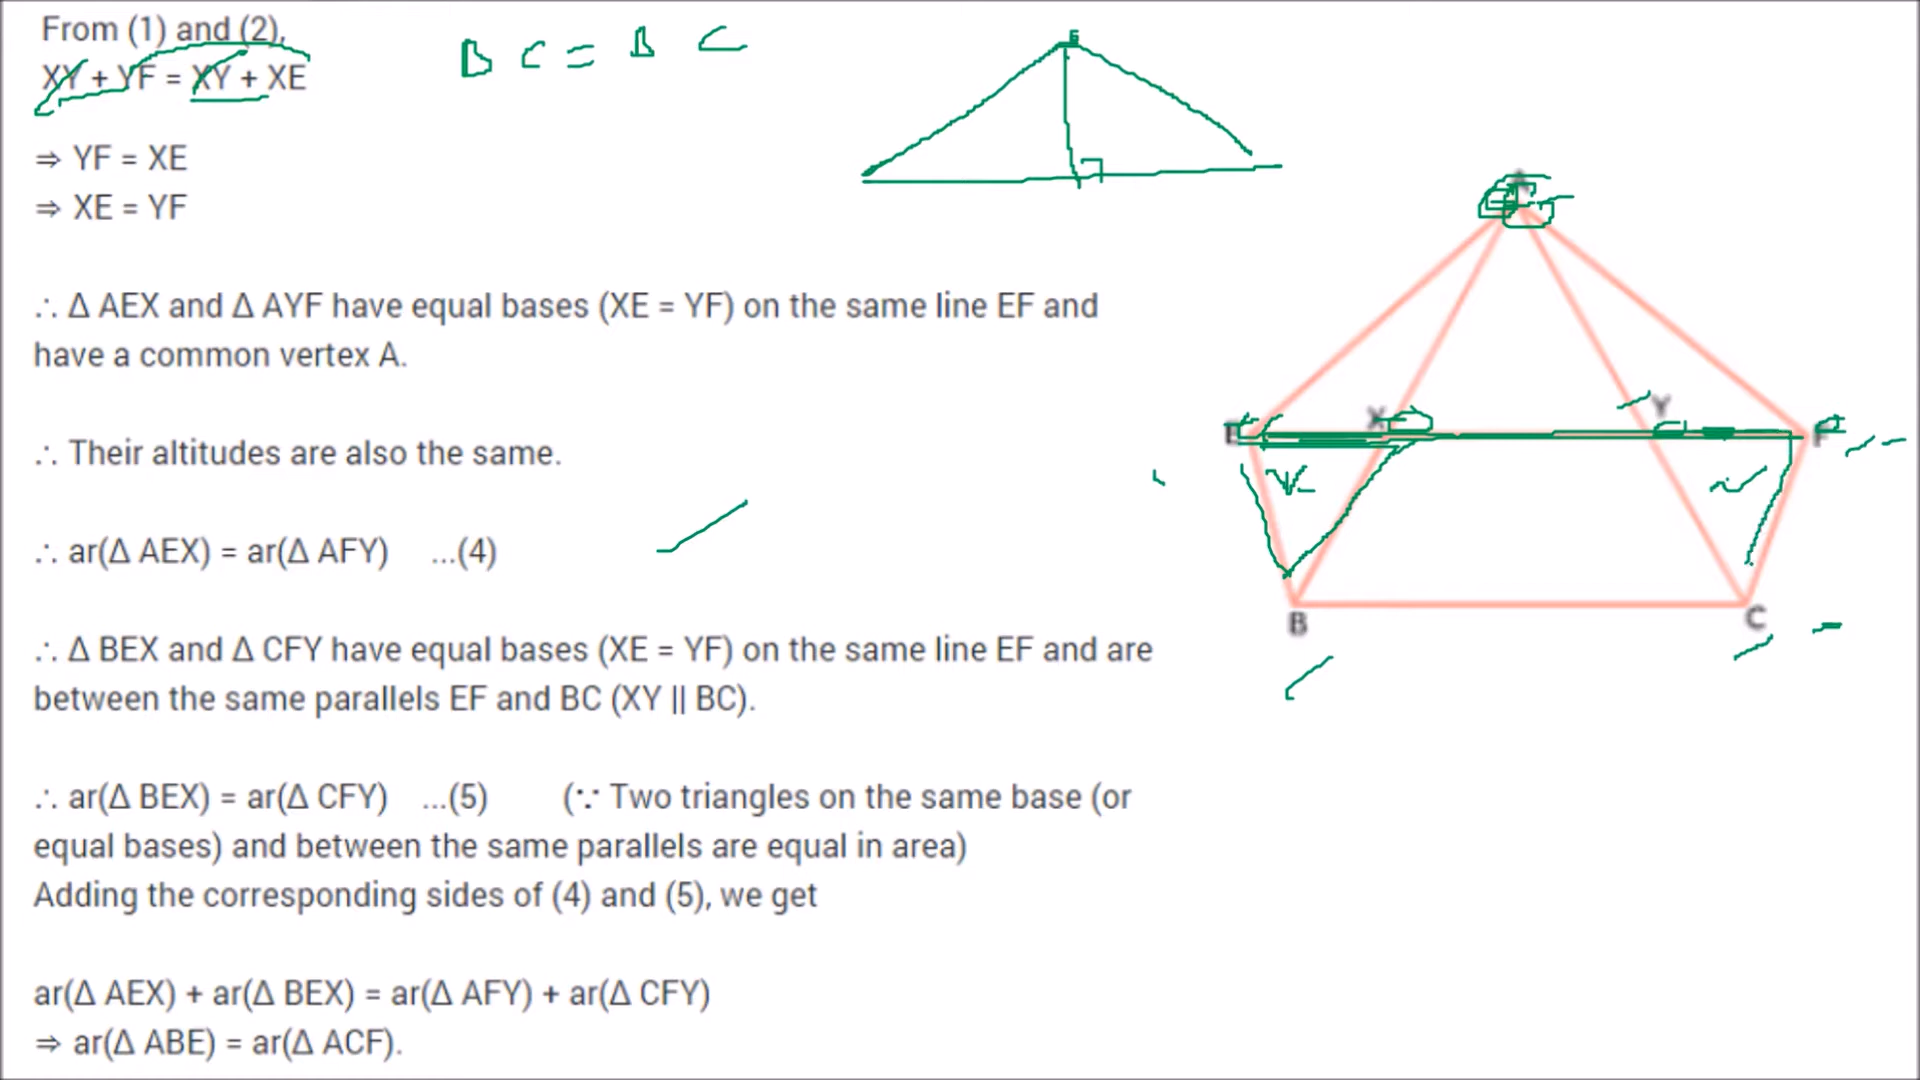 From (1) and (2),
XY + YF = XY + XE
BC = BC
⇒ YF = XE
⇒ XE = YF
∴ Δ AEX and Δ AYF have equal bases (XE = YF) on the same line EF and
have a common vertex A.
∴ Their altitudes are also the same.
∴ ar(Δ AEX) = ar(Δ AFY) ...(4)
∴ Δ BEX and Δ CFY have equal bases (XE = YF) on the same line EF and are
between the same parallels EF and BC (XY || BC).
∴ ar(Δ BEX) = ar(Δ CFY) ...(5) (∵ Two triangles on the same base (or
equal bases) and between the same parallels are equal in area)
Adding the corresponding sides of (4) and (5), we get
ar(Δ AEX) + ar(Δ BEX) = ar(Δ AFY) + ar(Δ CFY)
⇒ ar(Δ ABE) = ar(Δ ACF).
A
E X Y F
B C